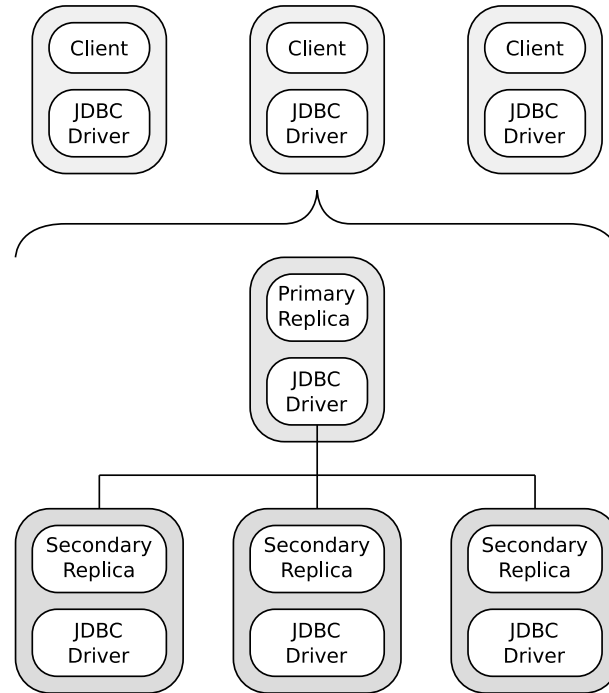 Client
Client
Client
JDBC
Driver
JDBC
Driver
JDBC
Driver
Primary
Replica
JDBC
Driver
Secondary
Replica
Secondary
Replica
Secondary
Replica
JDBC
Driver
JDBC
Driver
JDBC
Driver